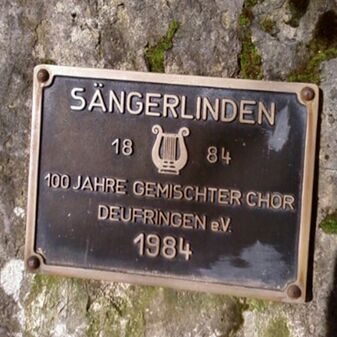 SÄNGERLINDEN
18 84
100 JAHRE GEMISCHTER CHOR
DEUFRINGEN e.V.
1984